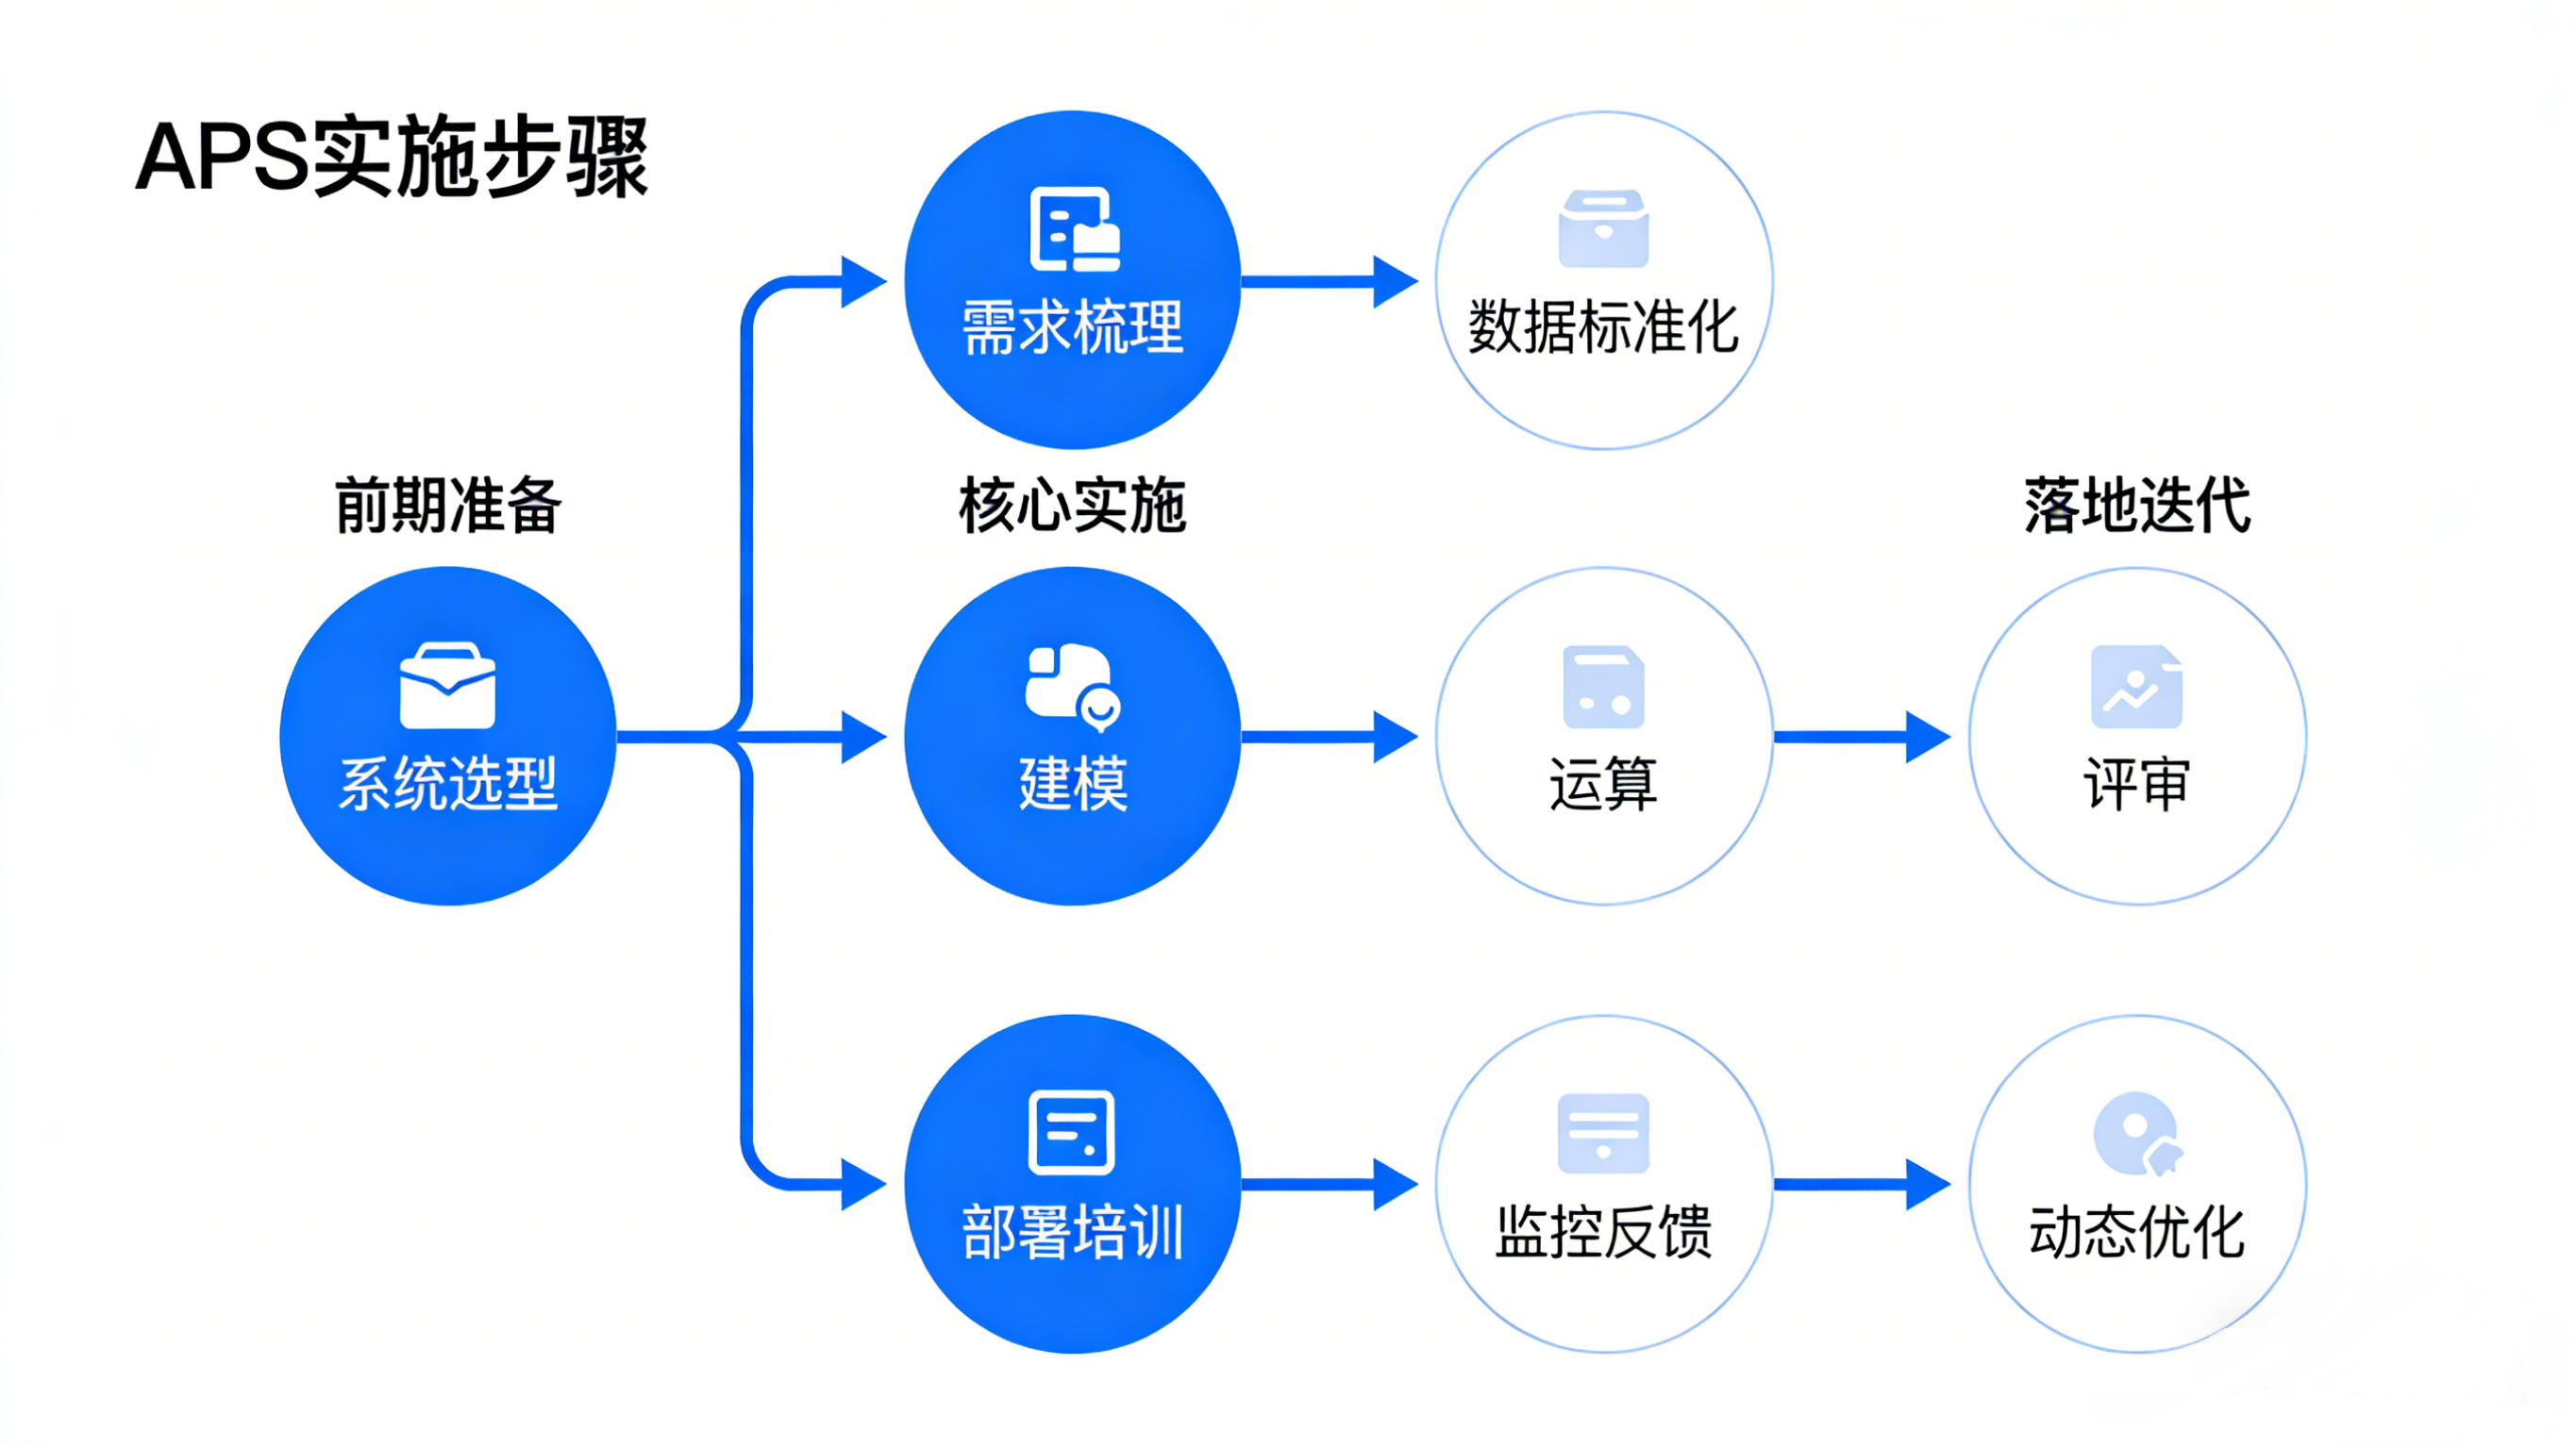 APS实施步骤
需求梳理
数据标准化
前期准备
核心实施
落地迭代
系统选型
建模
运算
评审
部署培训
监控反馈
动态优化